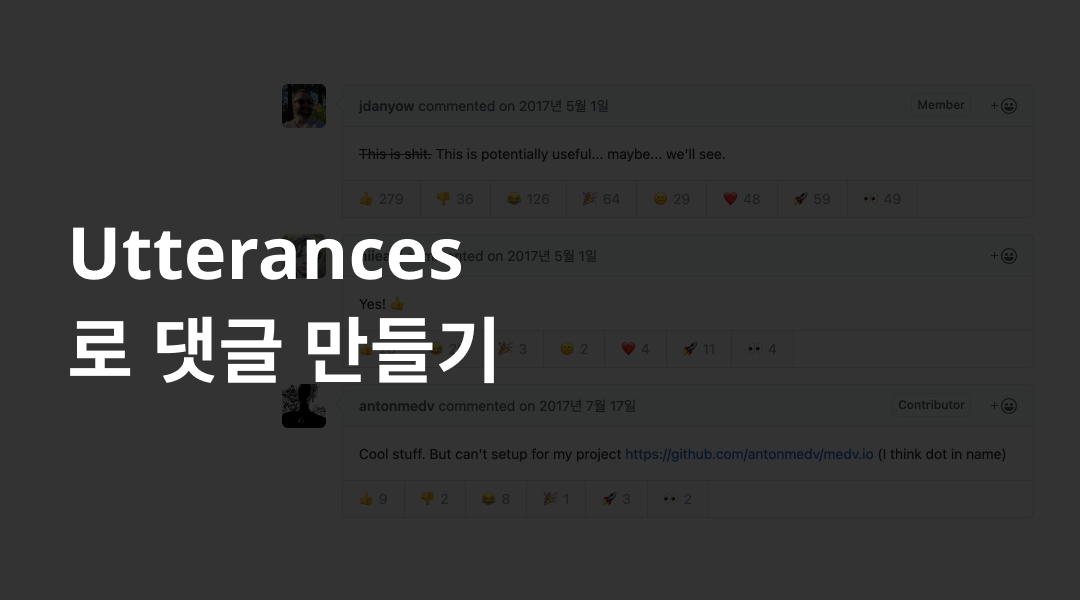 jdanyow commented on 2017년 5월 1일
Member
This is shit. This is potentially useful... maybe... we'll see.
279 36 126 64 29 48 59 49
Utterances
on 2017년 5월 1일
Yes! 👍
3 2 4 11 4
로 댓글 만들기
antonmedv commented on 2017년 7월 17일
Contributor
Cool stuff. But can't setup for my project https://github.com/antonmedv/medv.io (I think dot in name)
9 2 8 1 3 2